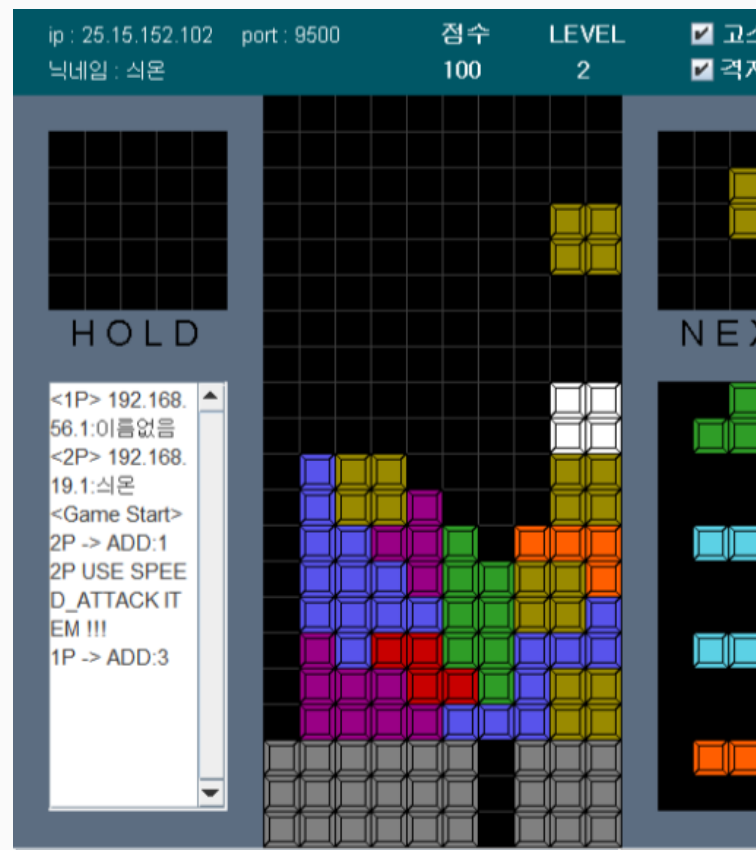 ip : 25.15.152.102 port : 9500 점수 LEVEL
닉네임 : 싀온 100 2
HOLD
<1P> 192.168.
56.1:이름없음
<2P> 192.168.
19.1:싀온
<Game Start>
2P -> ADD:1
2P USE SPEE
D_ATTACK IT
EM !!!
1P -> ADD:3